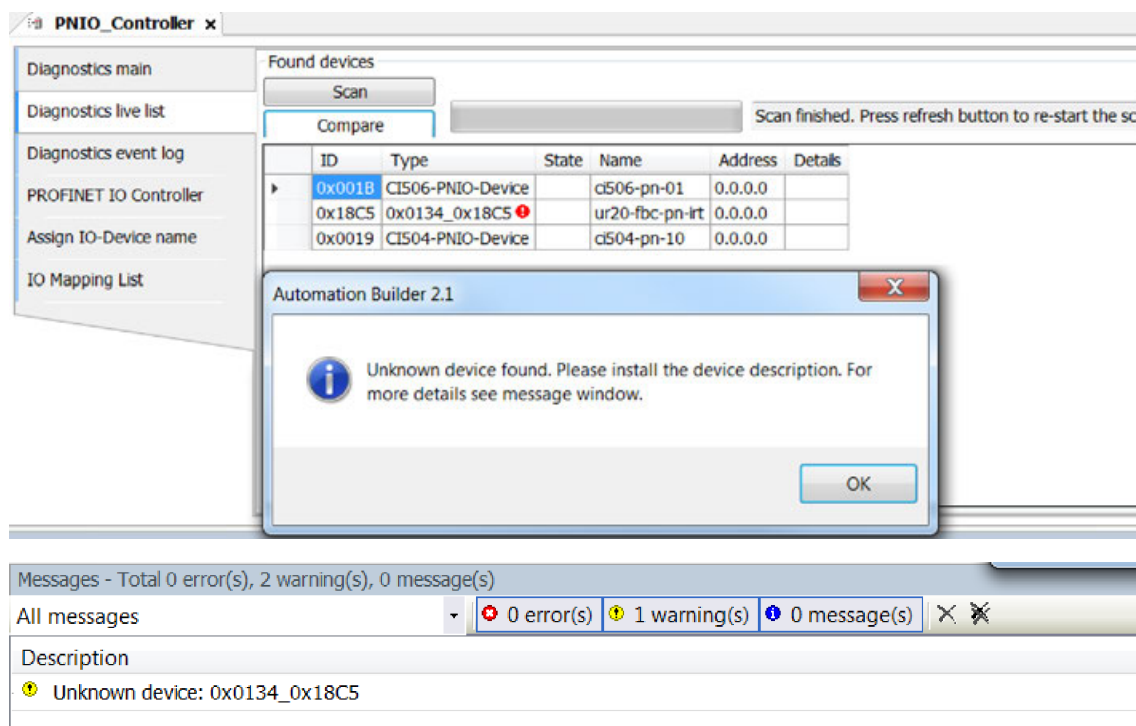 PNIO_Controller x
Diagnostics main
Diagnostics live list
Diagnostics event log
PROFINET IO Controller
Assign IO-Device name
IO Mapping List
Found devices
Scan
Compare
Scan finished. Press refresh button to re-start the sc
ID Type State Name Address Details
0x001B CI506-PNIO-Device ci506-pn-01 0.0.0.0
0x18C5 0x0134_0x18C5 ur20-fbc-pn-irt 0.0.0.0
0x0019 CI504-PNIO-Device ci504-pn-10 0.0.0.0
Automation Builder 2.1
Unknown device found. Please install the device description. For
more details see message window.
OK
Messages - Total 0 error(s), 2 warning(s), 0 message(s)
All messages 0 error(s) 1 warning(s) 0 message(s)
Description
Unknown device: 0x0134_0x18C5